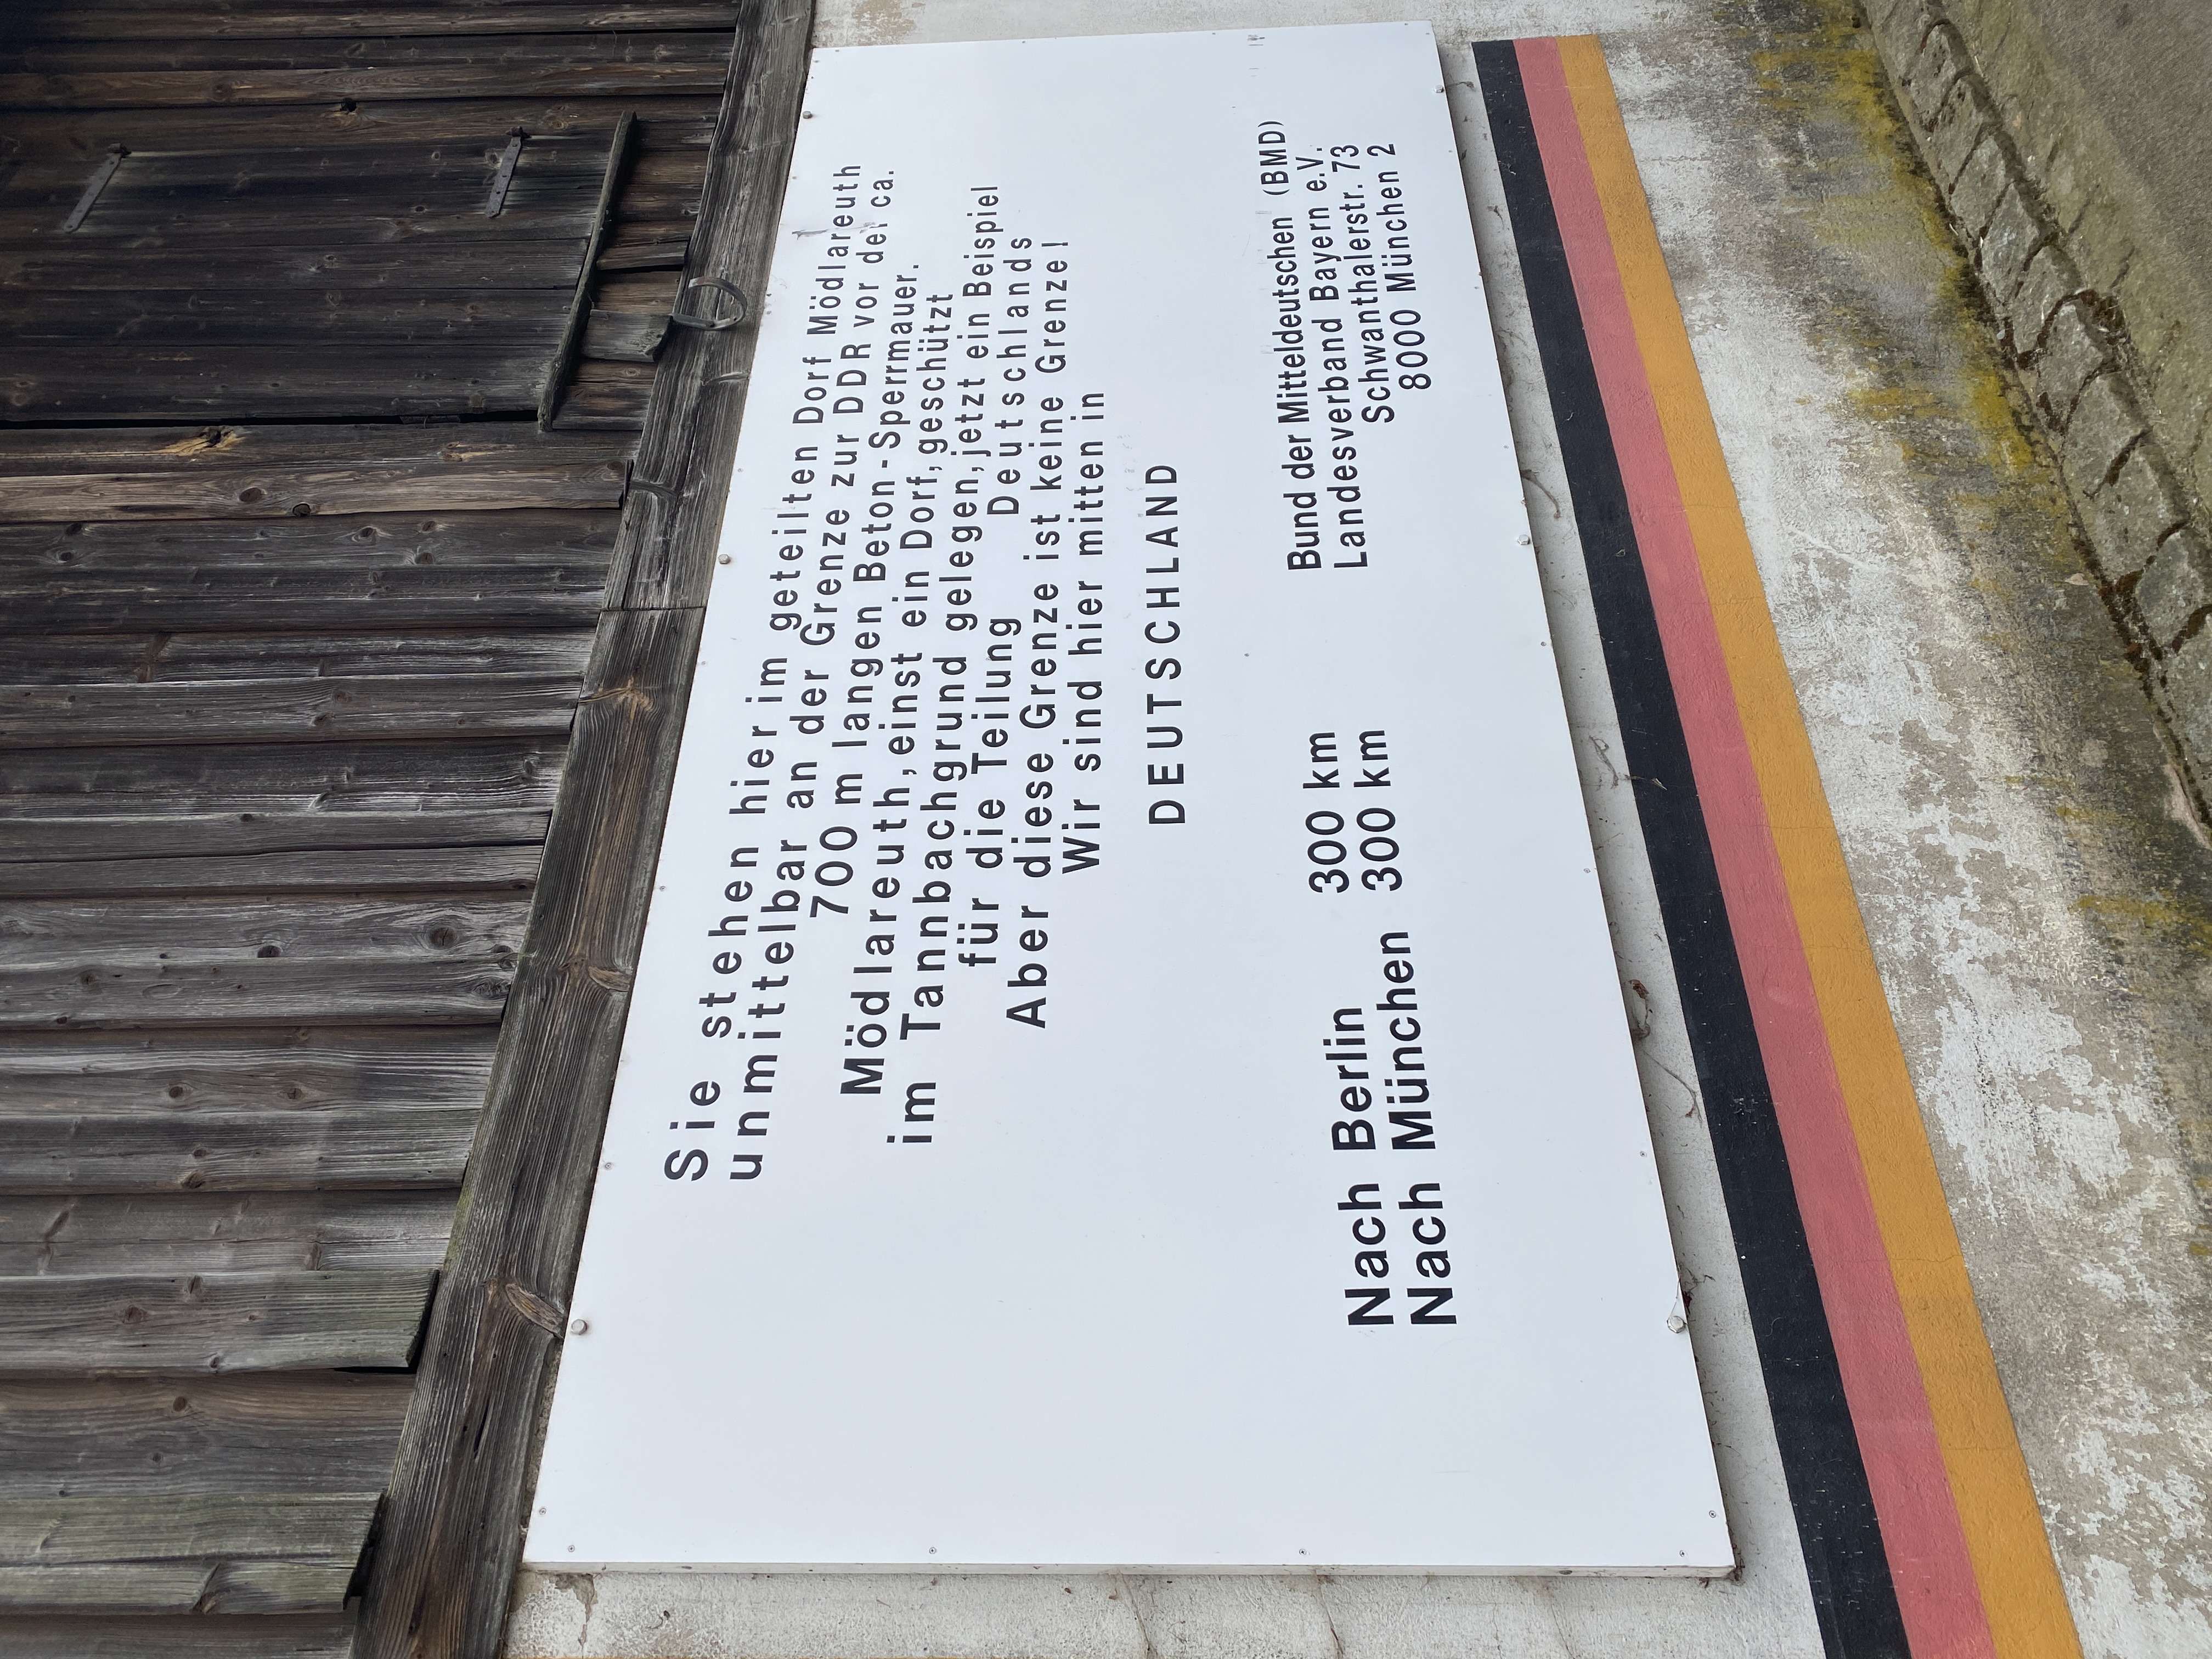 Sie stehen hier im geteilten Dorf Mödlareuth
unmittelbar an der Grenze zur DDR vor der ca.
700 m langen Beton-Sperrmauer.
Mödlareuth, einst ein Dorf, geschützt
im Tannbachgrund gelegen, jetzt ein Beispiel
für die Teilung Deutschlands
Aber diese Grenze ist keine Grenze!
Wir sind hier mitten in
DEUTSCHLAND
Nach Berlin 300 km
Nach München 300 km
Bund der Mitteldeutschen (BMD)
Landesverband Bayern e.V.
Schwanthalerstr. 73
8000 München 2